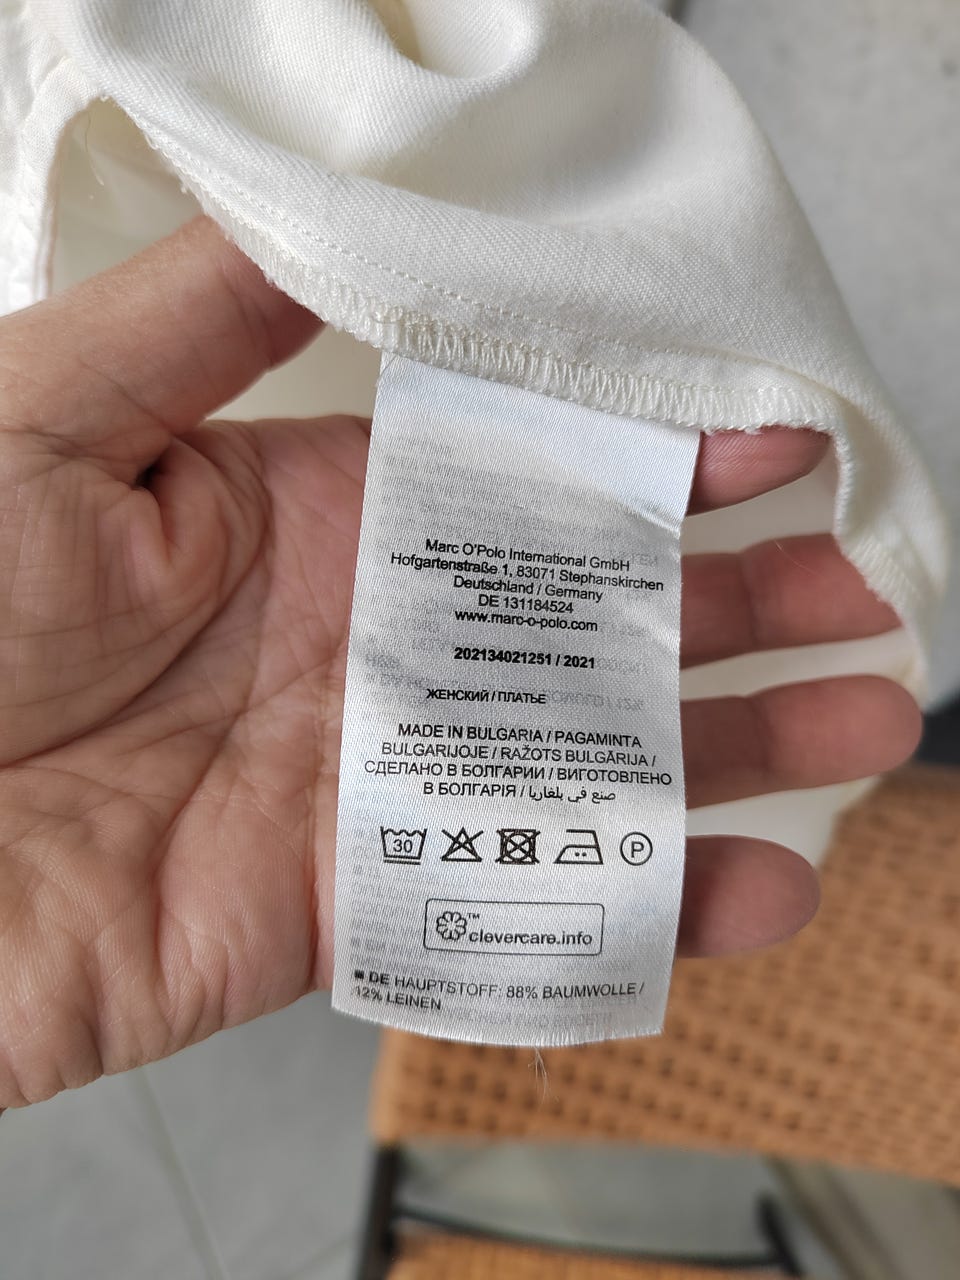 Marc O'Polo International GmbH
Hofgartenstraße 1, 83071 Stephanskirchen
Deutschland / Germany
DE 131184524
www.marc-o-polo.com
202134021251 / 2021
ЖЕНСКИЙ / ПЛАТЬЕ
MADE IN BULGARIA / PAGAMINTA
BULGARIJOJE / RAŽOTS BULGĀRIJA /
СДЕЛАНО В БОЛГАРИИ / ВИГОТОВЛЕНО
В БОЛГАРІЯ / صنع في بلغاريا
30 P
™
clevercare.info
DE HAUPTSTOFF: 88% BAUMWOLLE /
12% LEINEN